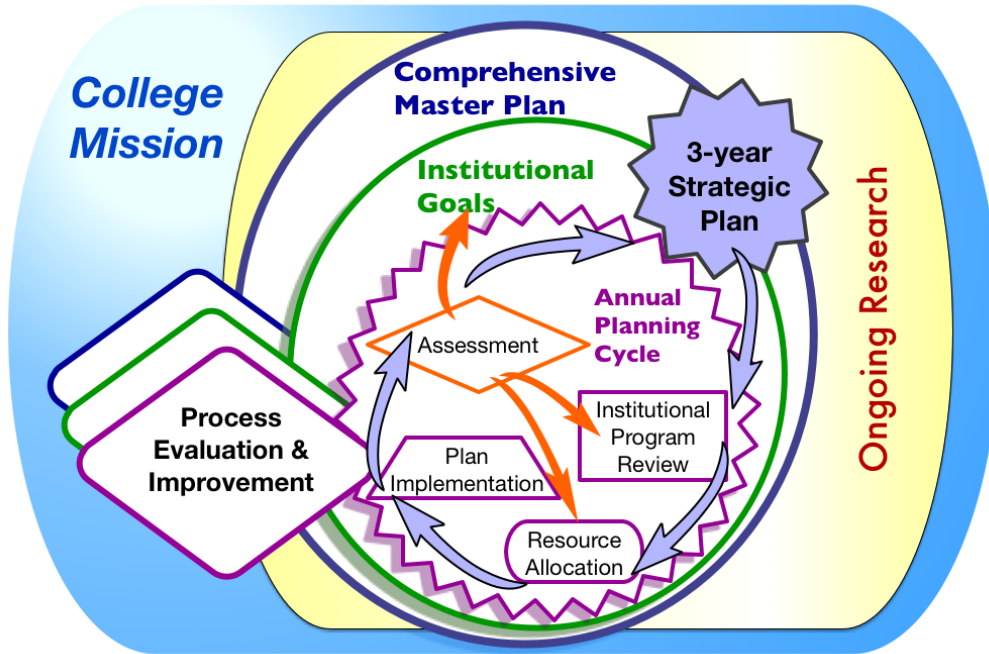 College
Mission
Comprehensive
Master Plan
Institutional
Goals
3-year
Strategic
Plan
Ongoing Research
Annual
Planning
Cycle
Assessment
Institutional
Program
Review
Process
Evaluation &
Improvement
Plan
Implementation
Resource
Allocation